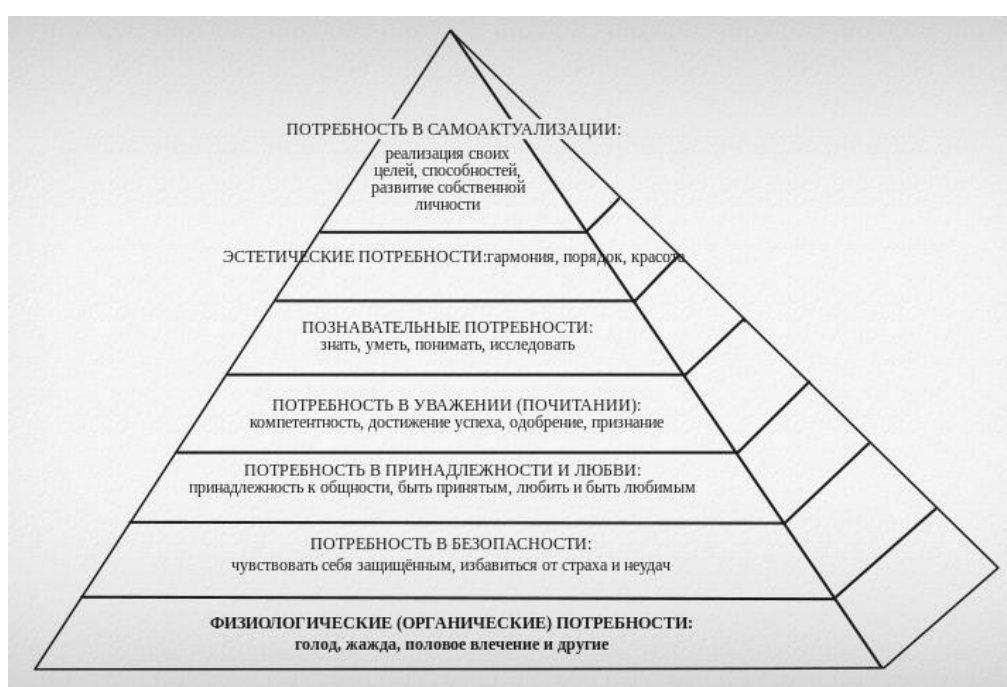 ПОТРЕБНОСТЬ В САМОАКТУАЛИЗАЦИИ:
реализация своих
целей, способностей,
развитие собственной
личности
ЭСТЕТИЧЕСКИЕ ПОТРЕБНОСТИ:гармония, порядок, красота
ПОЗНАВАТЕЛЬНЫЕ ПОТРЕБНОСТИ:
знать, уметь, понимать, исследовать
ПОТРЕБНОСТЬ В УВАЖЕНИИ (ПОЧИТАНИИ):
компетентность, достижение успеха, одобрение, признание
ПОТРЕБНОСТЬ В ПРИНАДЛЕЖНОСТИ И ЛЮБВИ:
принадлежность к общности, быть принятым, любить и быть любимым
ПОТРЕБНОСТЬ В БЕЗОПАСНОСТИ:
чувствовать себя защищённым, избавиться от страха и неудач
ФИЗИОЛОГИЧЕСКИЕ (ОРГАНИЧЕСКИЕ) ПОТРЕБНОСТИ:
голод, жажда, половое влечение и другие